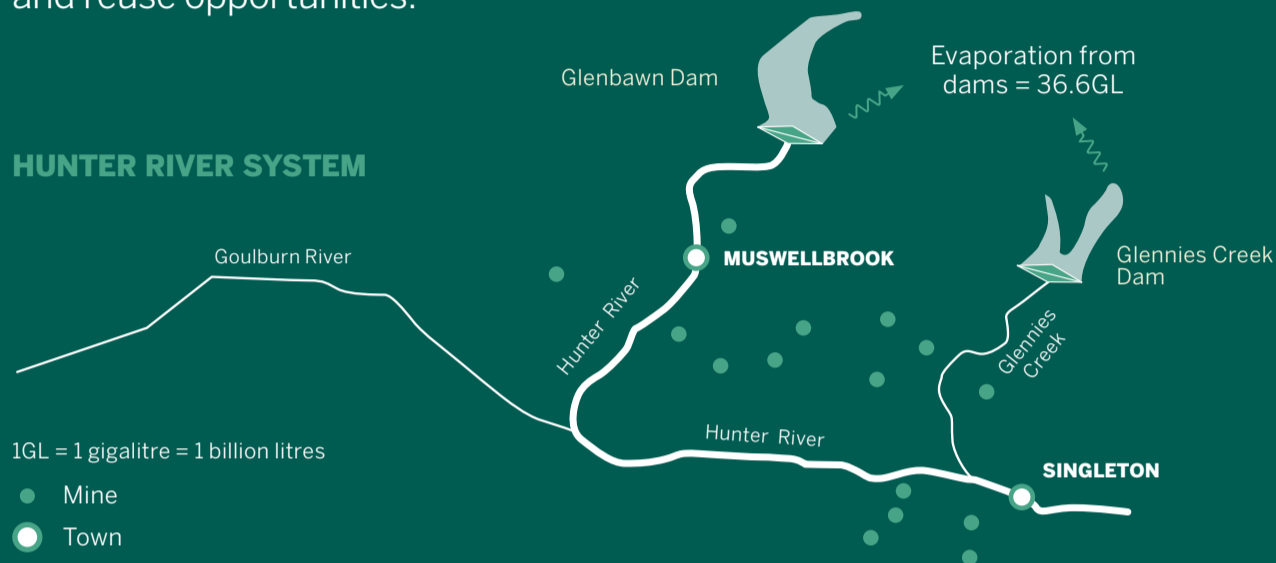 and reuse opportunities.
Glenbawn Dam
Evaporation from
dams = 36.6GL
HUNTER RIVER SYSTEM
Goulburn River
MUSWELLBROOK
Glennies Creek
Dam
Hunter River
Glennies
Creek
Hunter River
1GL = 1 gigalitre = 1 billion litres
SINGLETON
Mine
Town